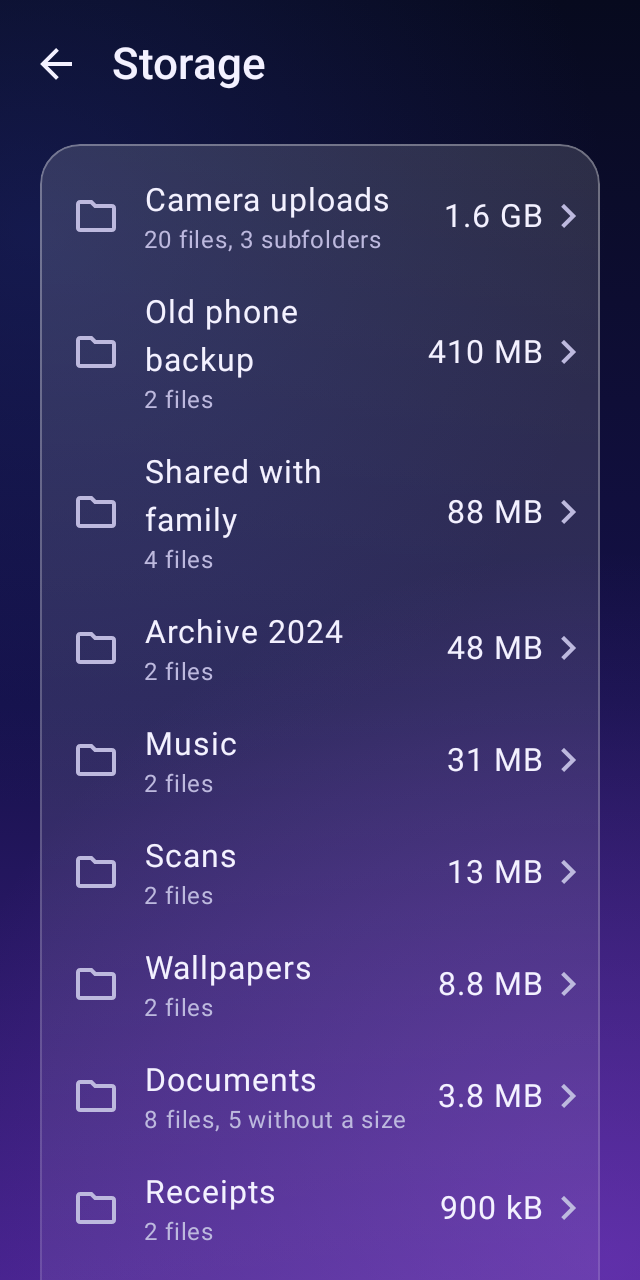 Storage
Camera uploads
20 files, 3 subfolders
1.6 GB
Old phone
backup
2 files
410 MB
Shared with
family
4 files
88 MB
Archive 2024
2 files
48 MB
Music
2 files
31 MB
Scans
2 files
13 MB
Wallpapers
2 files
8.8 MB
Documents
8 files, 5 without a size
3.8 MB
Receipts
2 files
900 kB